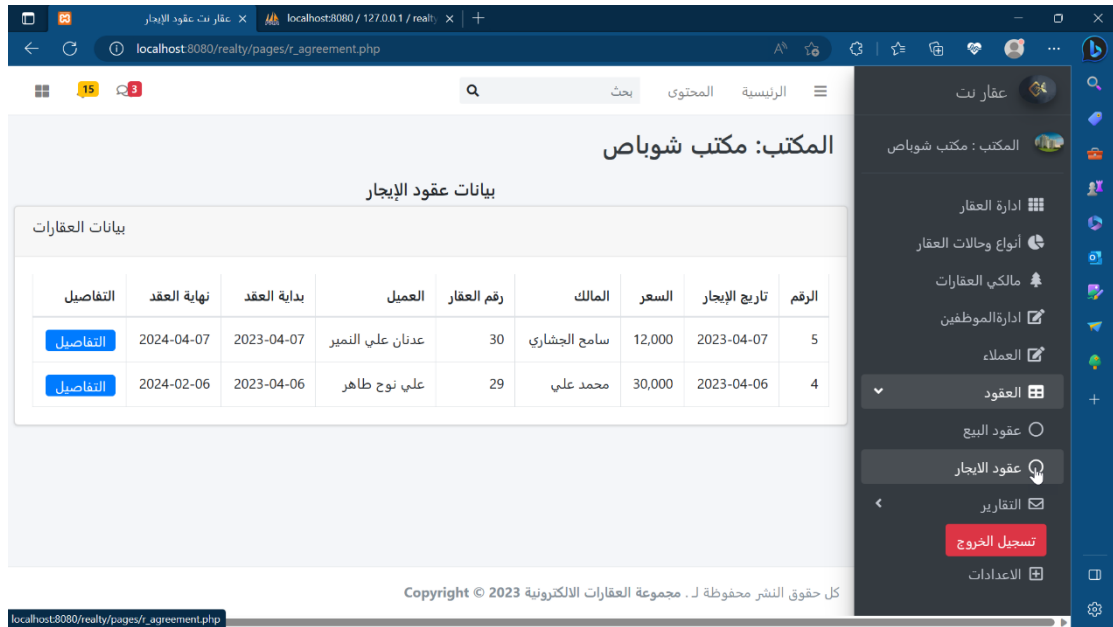 عقار نت عقود الإيجار
localhost:8080 / 127.0.0.1 / realty
localhost:8080/realty/pages/r_agreement.php
15
3
بحث
المحتوى
الرئيسية
عقار نت
المكتب : مكتب شوباص
ادارة العقار
أنواع وحالات العقار
مالكي العقارات
ادارةالموظفين
العملاء
العقود
عقود البيع
عقود الايجار
التقارير
تسجيل الخروج
الاعدادات
المكتب: مكتب شوباص
بيانات عقود الإيجار
بيانات العقارات
الرقم تاريخ الإيجار السعر المالك رقم العقار العميل بداية العقد نهاية العقد التفاصيل
5 2023-04-07 12,000 سامح الجشاري 30 عدنان علي النمير 2023-04-07 2024-04-07 التفاصيل
4 2023-04-06 30,000 محمد علي 29 علي نوح طاهر 2023-04-06 2024-02-06 التفاصيل
كل حقوق النشر محفوظة لـ . مجموعة العقارات الالكترونية 2023 © Copyright
localhost:8080/realty/pages/r_agreement.php